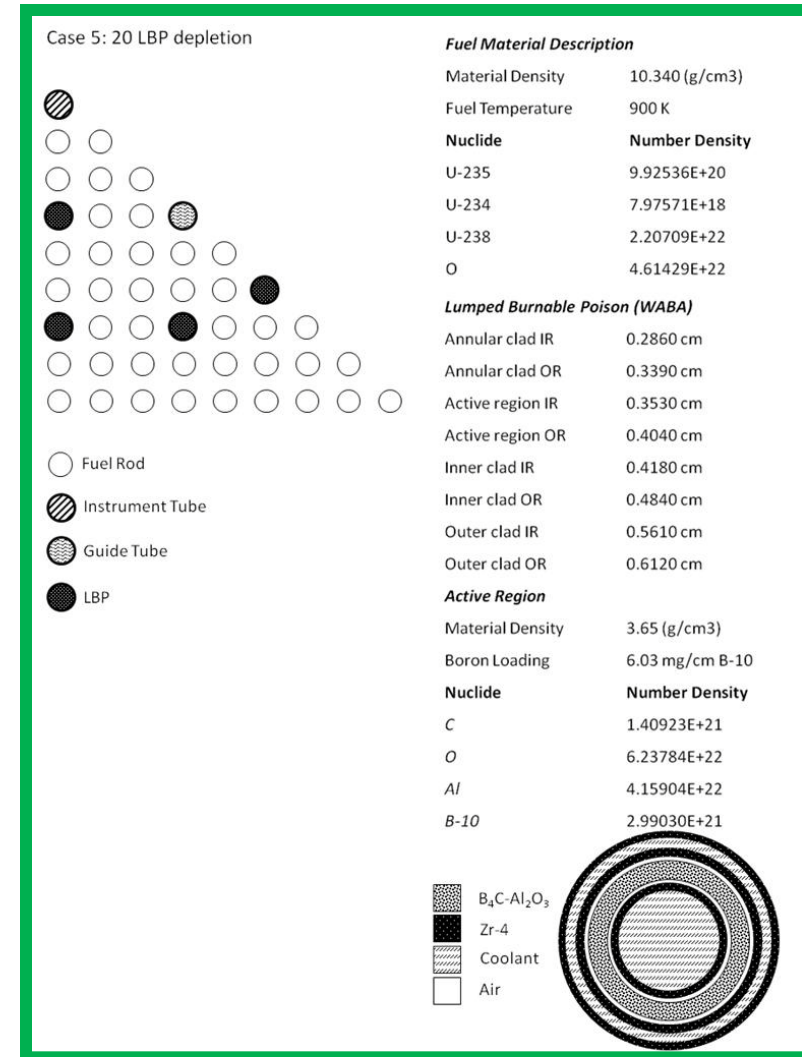 Case 5: 20 LBP depletion
Fuel Rod
Instrument Tube
Guide Tube
LBP
Fuel Material Description
Material Density 10.340 (g/cm3)
Fuel Temperature 900 K
Nuclide Number Density
U-235 9.92536E+20
U-234 7.97571E+18
U-238 2.20709E+22
O 4.61429E+22
Lumped Burnable Poison (WABA)
Annular clad IR 0.2860 cm
Annular clad OR 0.3390 cm
Active region IR 0.3530 cm
Active region OR 0.4040 cm
Inner clad IR 0.4180 cm
Inner clad OR 0.4840 cm
Outer clad IR 0.5610 cm
Outer clad OR 0.6120 cm
Active Region
Material Density 3.65 (g/cm3)
Boron Loading 6.03 mg/cm B-10
Nuclide Number Density
C 1.40923E+21
O 6.23784E+22
Al 4.15904E+22
B-10 2.99030E+21
B₄C-Al₂O₃
Zr-4
Coolant
Air